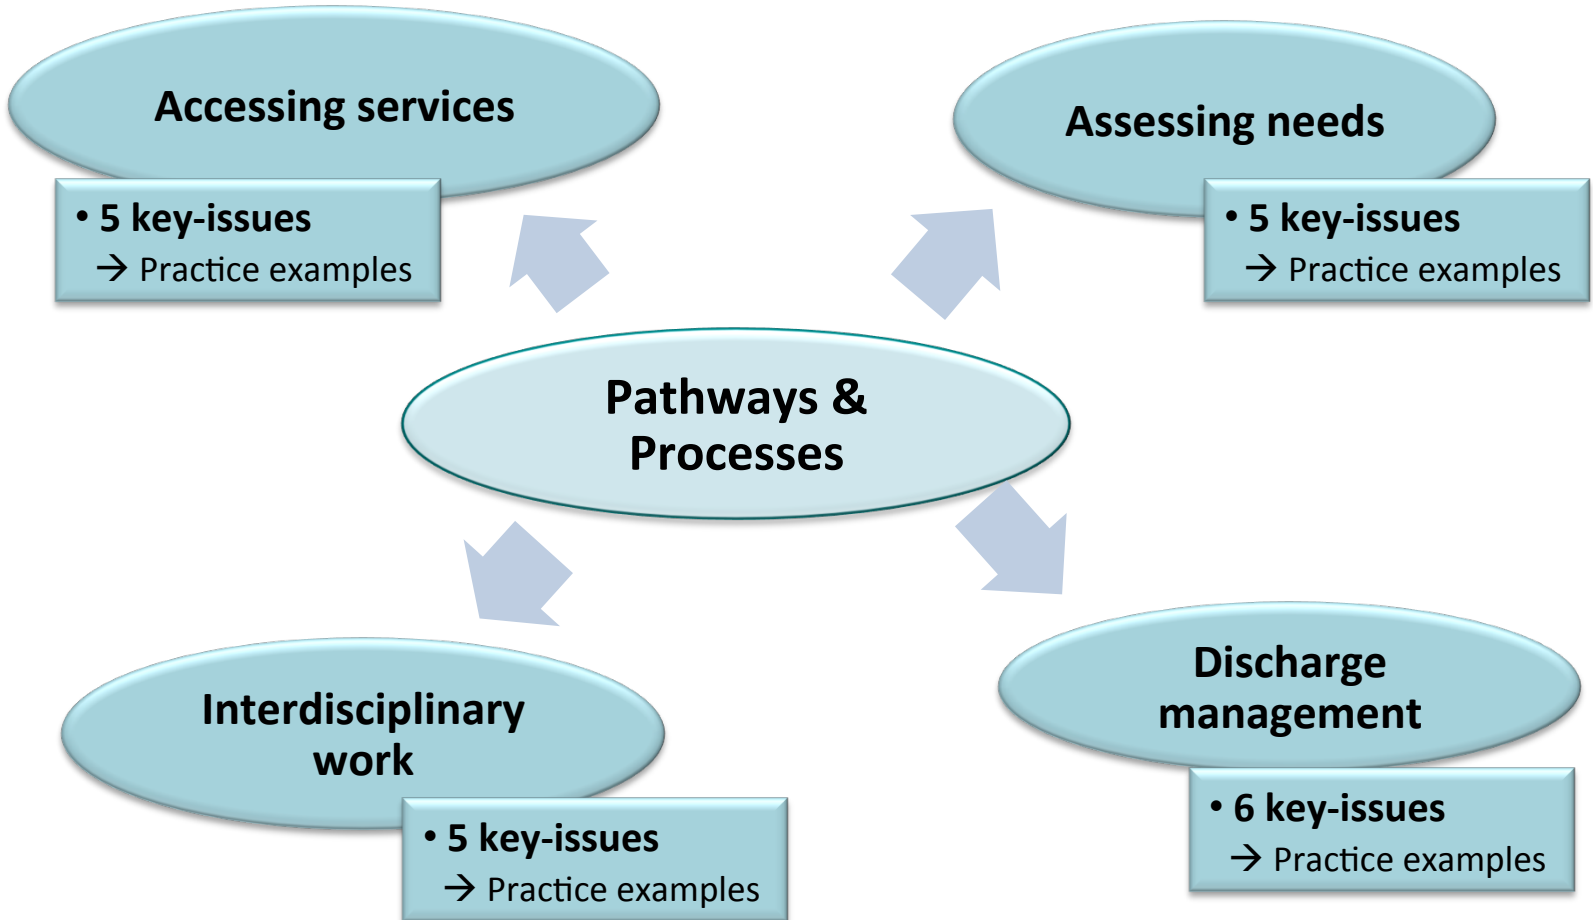 Accessing services
• 5 key-issues
→ Practice examples
Assessing needs
• 5 key-issues
→ Practice examples
Pathways &
Processes
Interdisciplinary
work
• 5 key-issues
→ Practice examples
Discharge
management
• 6 key-issues
→ Practice examples